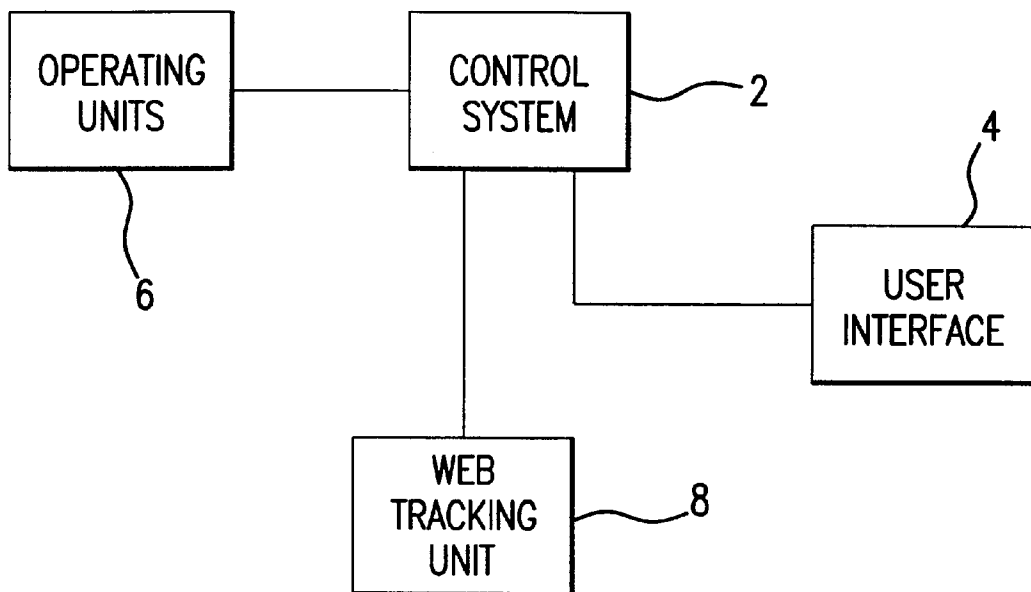 OPERATING
UNITS
CONTROL
SYSTEM
2
4
6
USER
INTERFACE
WEB
TRACKING
UNIT
8